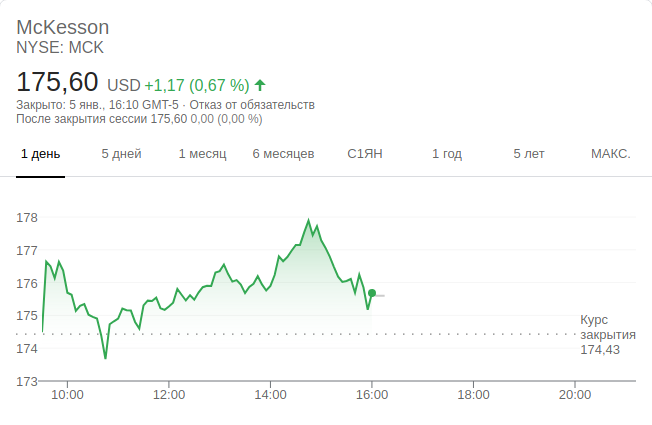 McKesson
NYSE: MCK
175,60 USD +1,17 (0,67 %)
Закрыто: 5 янв., 16:10 GMT-5 · Отказ от обязательств
После закрытия сессии 175,60 0,00 (0,00 %)
1 день 5 дней 1 месяц 6 месяцев С1ЯН 1 год 5 лет МАКС.
178
177
176
175
174
173
Курс
закрытия
174,43
10:00 12:00 14:00 16:00 18:00 20:00